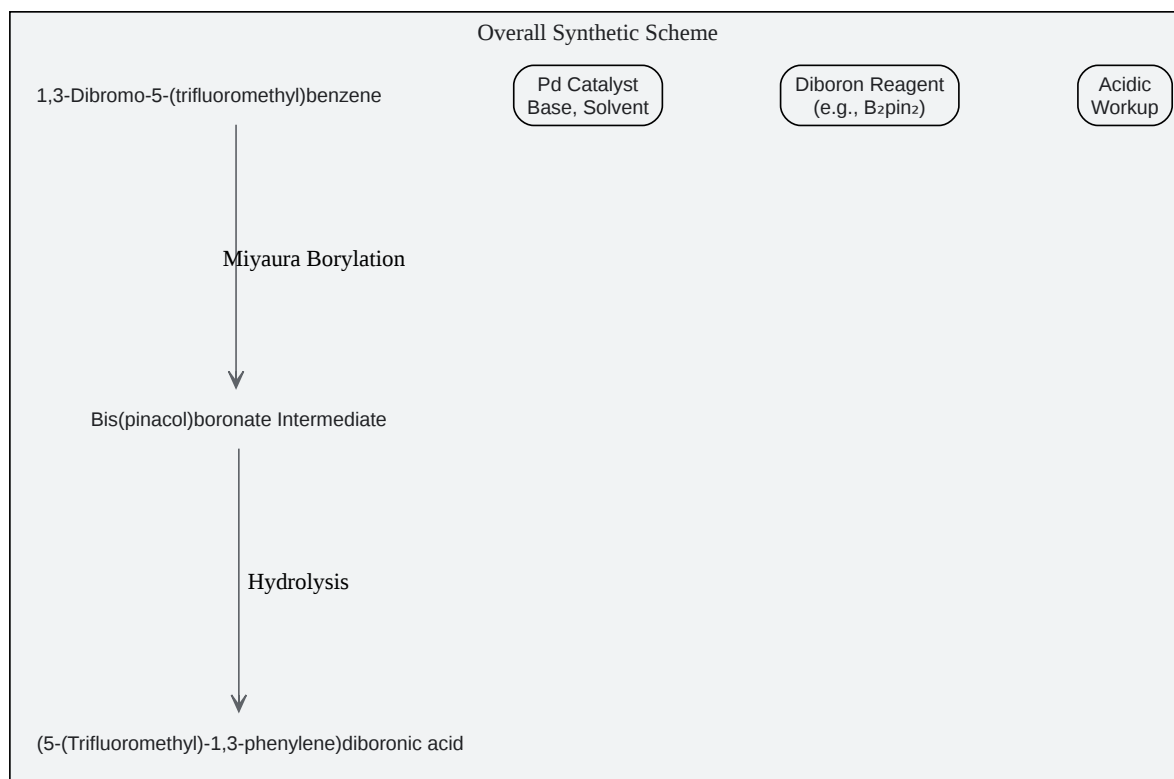 Overall Synthetic Scheme
1,3-Dibromo-5-(trifluoromethyl)benzene
Pd Catalyst
Base, Solvent
Diboron Reagent
(e.g., B₂pin₂)
Acidic
Workup
Miyaura Borylation
Bis(pinacol)boronate Intermediate
Hydrolysis
(5-(Trifluoromethyl)-1,3-phenylene)diboronic acid